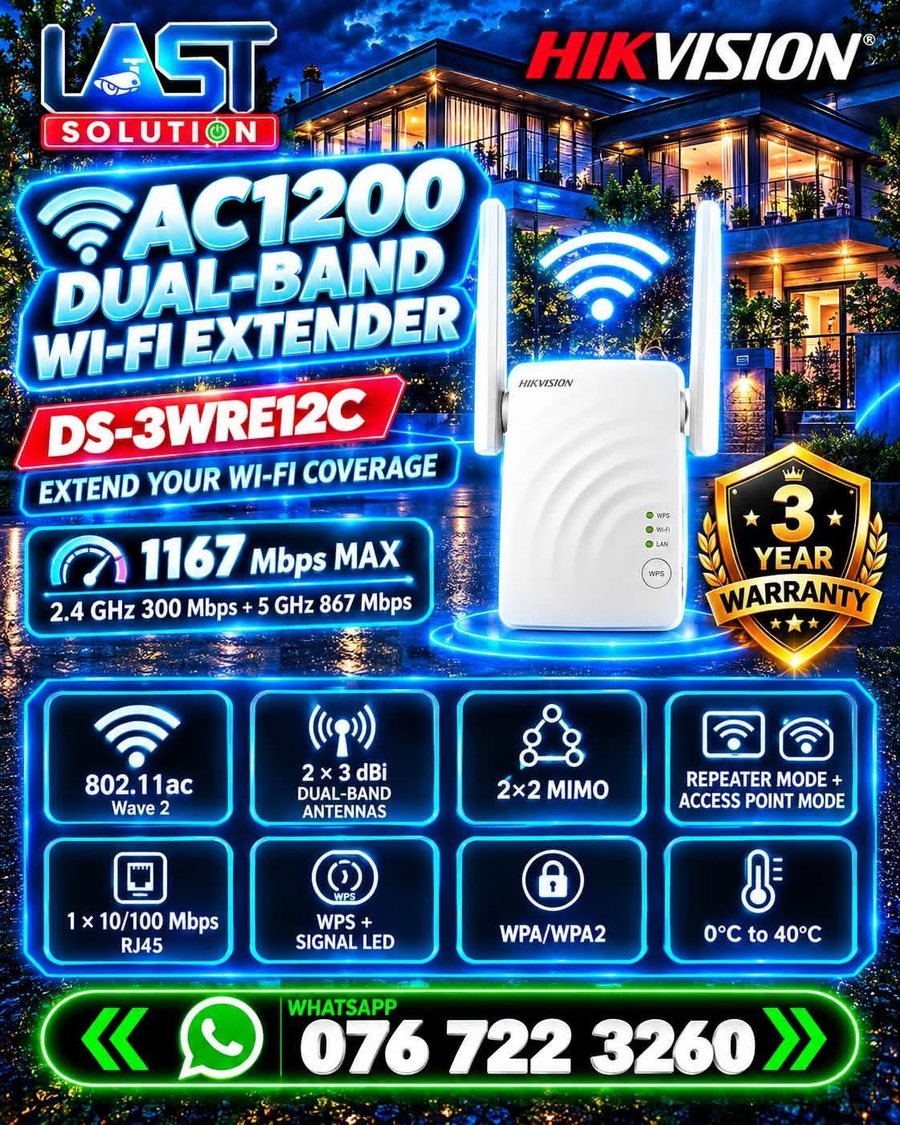 LAST
SOLUTION
HIKVISION®
AC1200
DUAL-BAND
WI-FI EXTENDER
DS-3WRE12C
EXTEND YOUR WI-FI COVERAGE
1167 Mbps MAX
2.4 GHz 300 Mbps + 5 GHz 867 Mbps
HIKVISION
WPS
Wi-Fi
LAN
WPS
3
YEAR
WARRANTY
802.11ac
Wave 2
2 × 3 dBi
DUAL-BAND
ANTENNAS
2×2 MIMO
REPEATER MODE +
ACCESS POINT MODE
1 × 10/100 Mbps
RJ45
WPS
WPS +
SIGNAL LED
WPA/WPA2
0°C to 40°C
WHATSAPP
076 722 3260